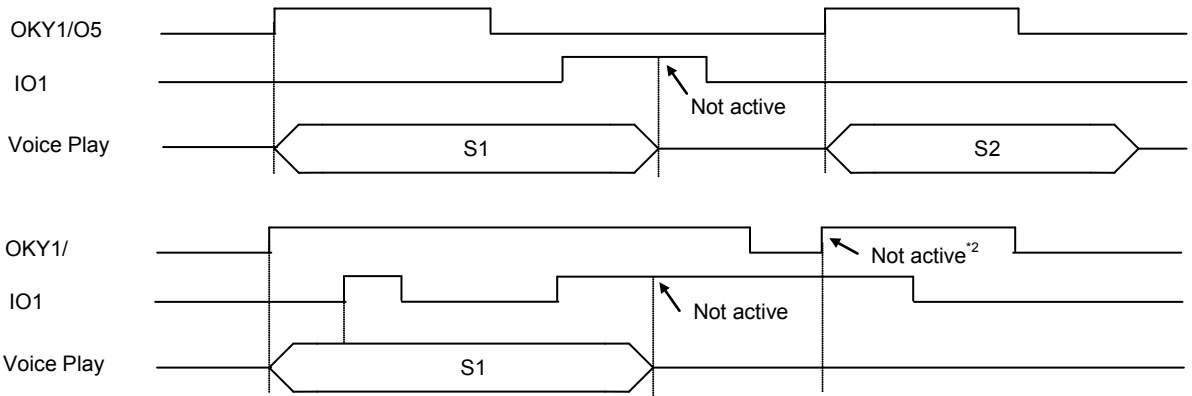 OKY1/O5
IO1
Not active
Voice Play
S1
S2
OKY1/
Not active*2
IO1
Not active
Voice Play
S1